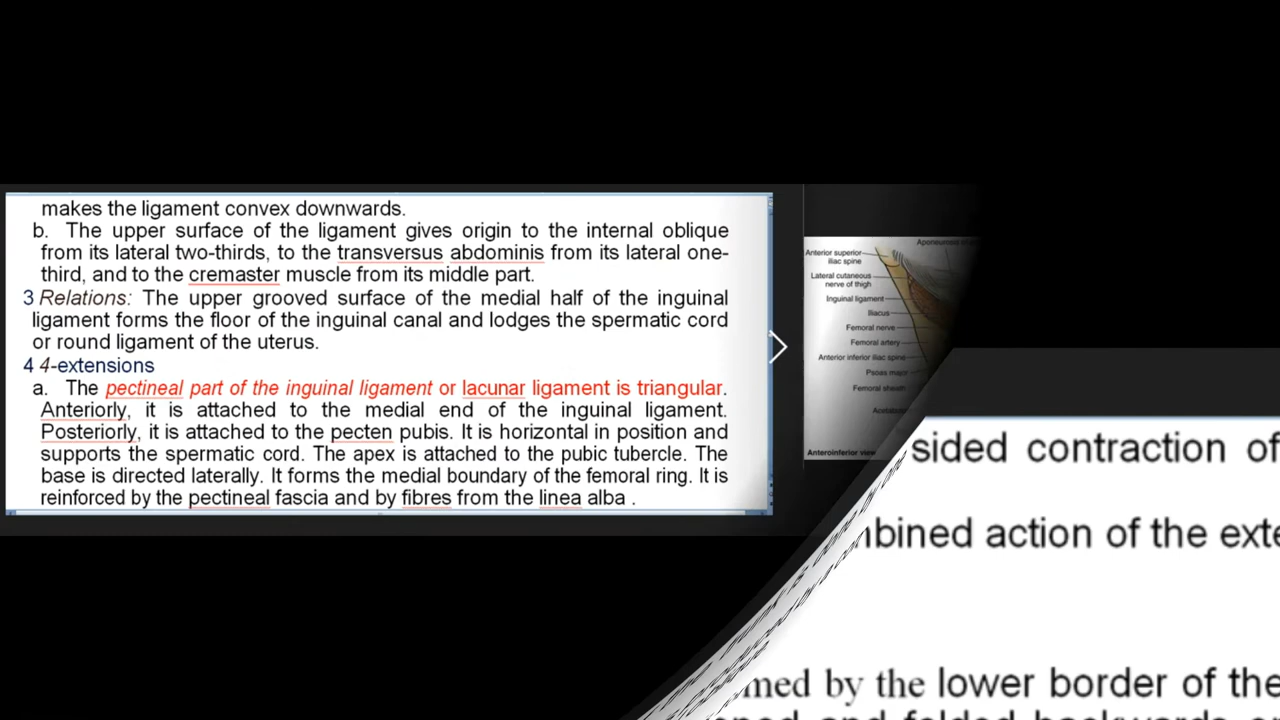 makes the ligament convex downwards.
b. The upper surface of the ligament gives origin to the internal oblique
from its lateral two-thirds, to the transversus abdominis from its lateral one-
third, and to the cremaster muscle from its middle part.
3 Relations: The upper grooved surface of the medial half of the inguinal
ligament forms the floor of the inguinal canal and lodges the spermatic cord
or round ligament of the uterus.
4 4-extensions
a. The pectineal part of the inguinal ligament or lacunar ligament is triangular.
Anteriorly, it is attached to the medial end of the inguinal ligament.
Posteriorly, it is attached to the pecten pubis. It is horizontal in position and
supports the spermatic cord. The apex is attached to the pubic tubercle. The
base is directed laterally. It forms the medial boundary of the femoral ring. It is
reinforced by the pectineal fascia and by fibres from the linea alba .
Anterior superior
iliac spine
Lateral cutaneous
nerve of thigh
Inguinal ligament
Iliacus
Femoral nerve
Femoral artery
Anterior inferior iliac spine
Psoas major
Femoral sheath
Anteroinferior view
sided contraction of
action of the
by the lower border of the
and folded backwards